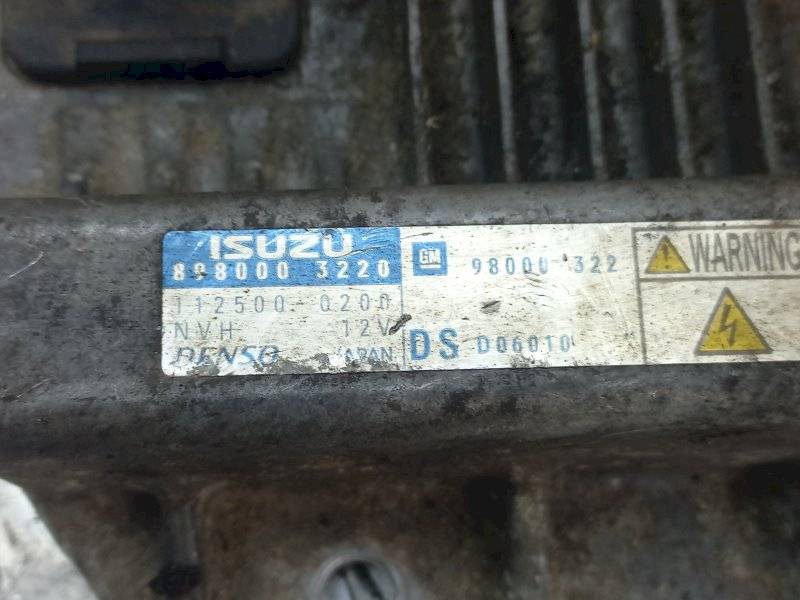 ISUZU
898000 3220
112500-0200
NVH 12V
DENSO JAPAN
GM 98000 322
DS D06010
WARNING